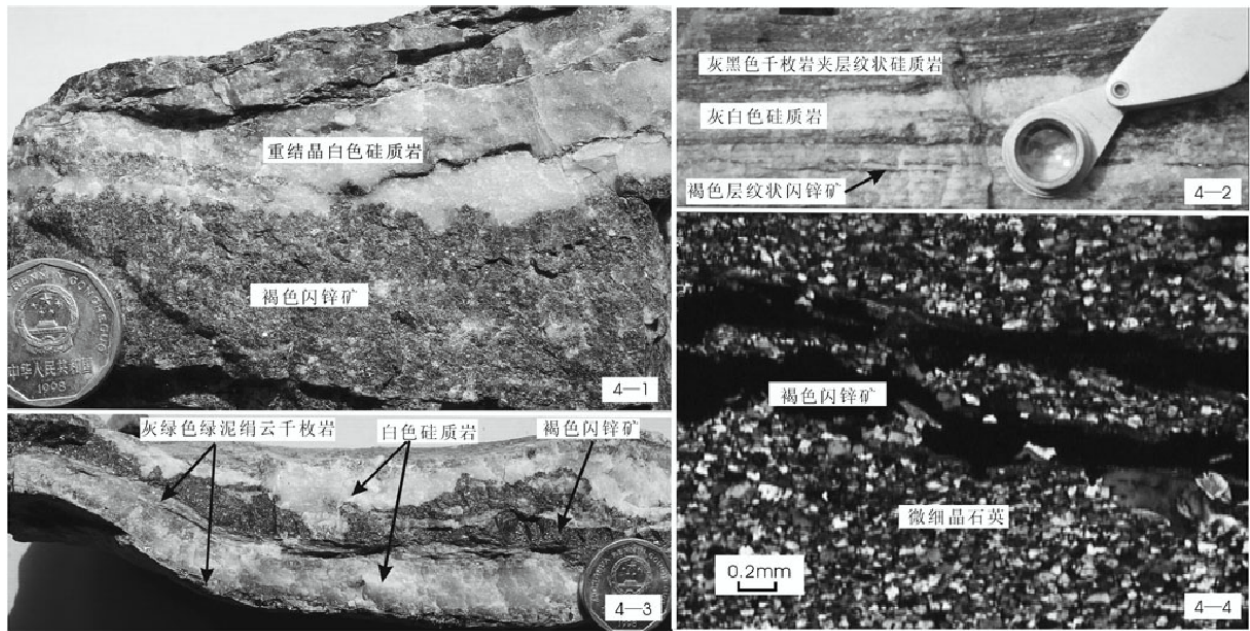 重结晶白色硅质岩
褐色闪锌矿
中华人民共和国
1993
4—1
灰黑色千枚岩夹层纹状硅质岩
灰白色硅质岩
褐色层纹状闪锌矿
4—2
灰绿色绿泥绢云千枚岩
白色硅质岩
褐色闪锌矿
4—3
褐色闪锌矿
微细晶石英
0.2mm
4—4